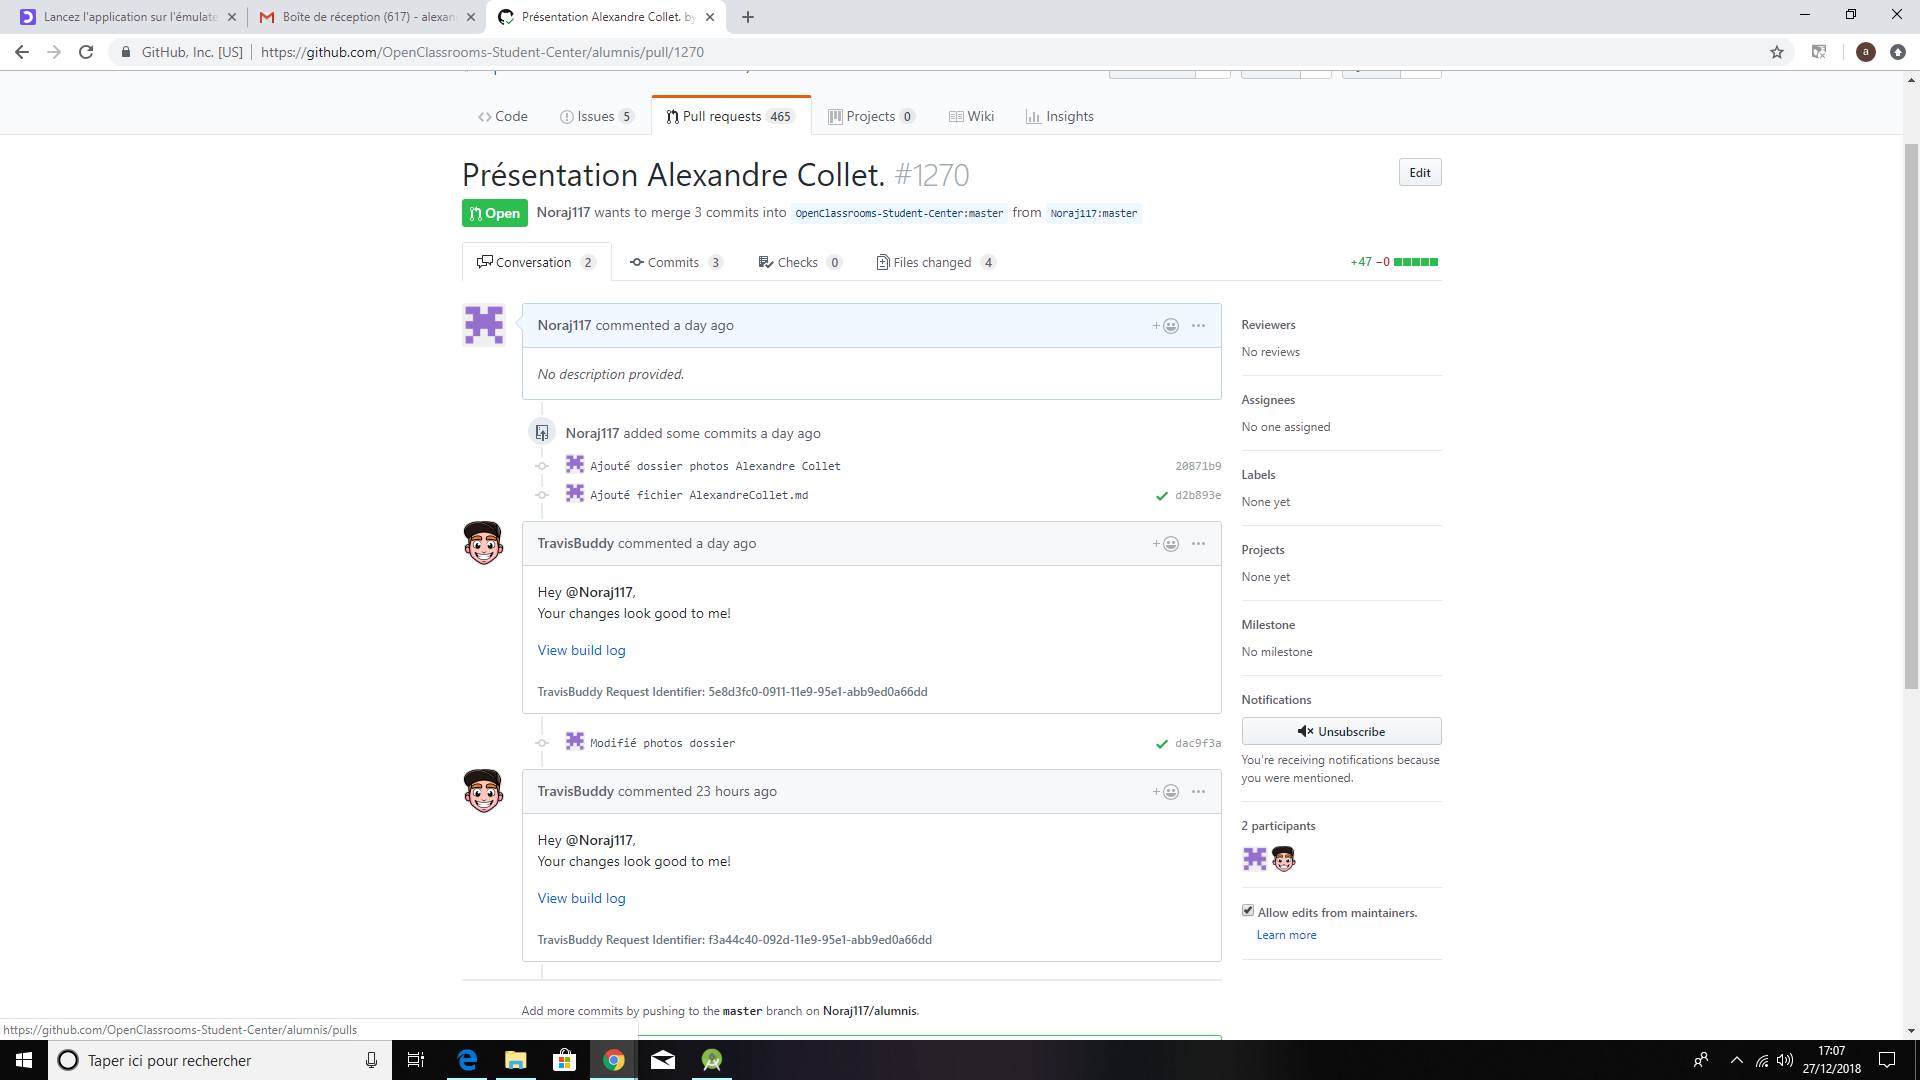 Lancez l'application sur l'émulate
Boîte de réception (617) - alexan
Présentation Alexandre Collet. by
GitHub, Inc. [US]
https://github.com/OpenClassrooms-Student-Center/alumnis/pull/1270
a
Code
Issues 5
Pull requests 465
Projects 0
Wiki
Insights
Présentation Alexandre Collet. #1270
Edit
Open
Noraj117 wants to merge 3 commits into OpenClassrooms-Student-Center:master from Noraj117:master
Conversation 2
Commits 3
Checks 0
Files changed 4
+47 −0
Noraj117 commented a day ago
No description provided.
Noraj117 added some commits a day ago
Ajouté dossier photos Alexandre Collet 20871b9
Ajouté fichier AlexandreCollet.md d2b893e
TravisBuddy commented a day ago
Hey @Noraj117,
Your changes look good to me!
View build log
TravisBuddy Request Identifier: 5e8d3fc0-0911-11e9-95e1-abb9ed0a66dd
Modifié photos dossier dac9f3a
TravisBuddy commented 23 hours ago
Hey @Noraj117,
Your changes look good to me!
View build log
TravisBuddy Request Identifier: f3a44c40-092d-11e9-95e1-abb9ed0a66dd
Add more commits by pushing to the master branch on Noraj117/alumnis.
Reviewers
No reviews
Assignees
No one assigned
Labels
None yet
Projects
None yet
Milestone
No milestone
Notifications
Unsubscribe
You're receiving notifications because
you were mentioned.
2 participants
Allow edits from maintainers.
Learn more
https://github.com/OpenClassrooms-Student-Center/alumnis/pulls
Taper ici pour rechercher
17:07
27/12/2018